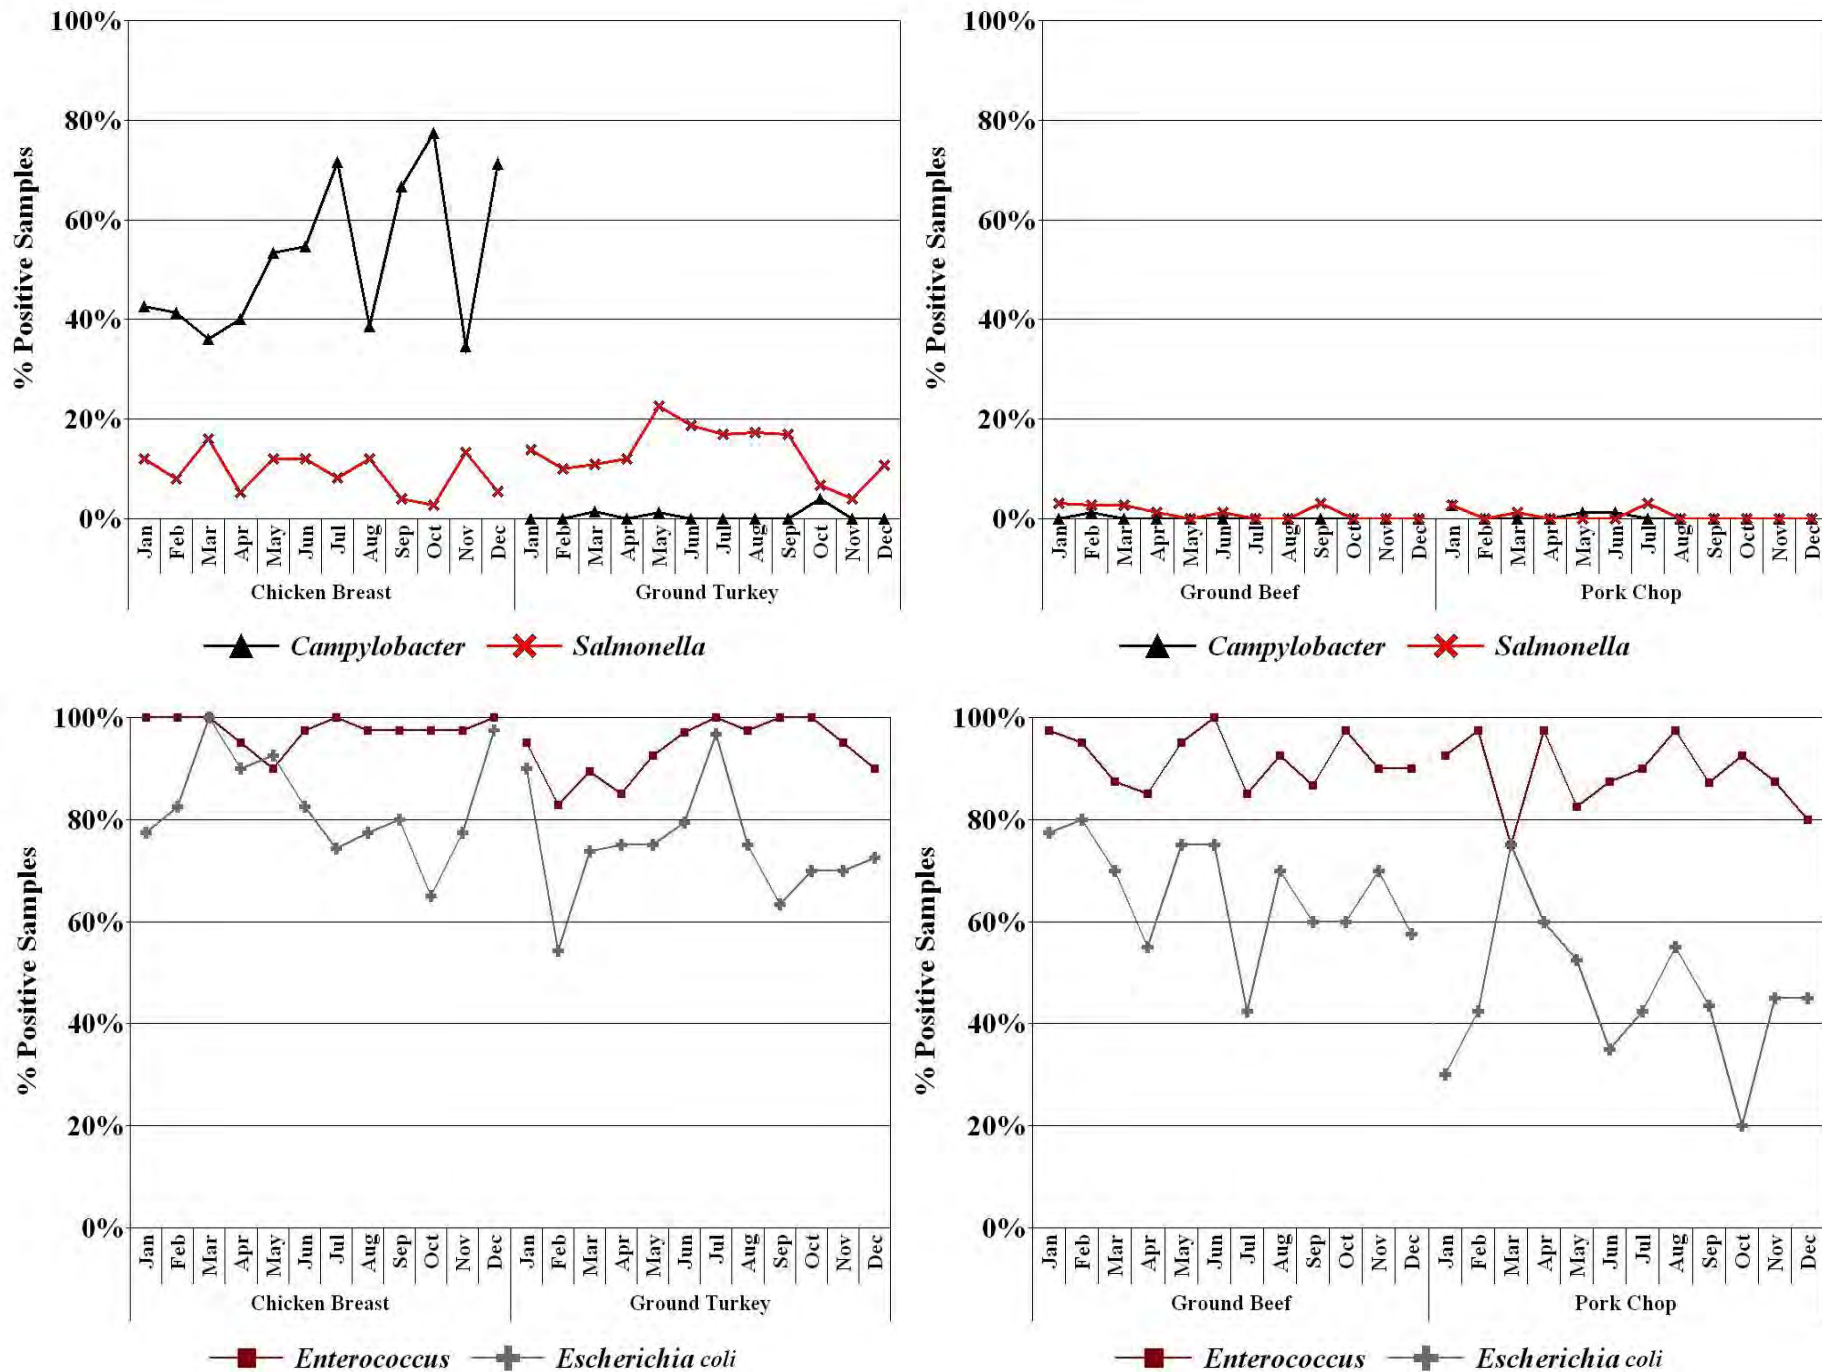 100%
80%
60%
40%
20%
0%
% Positive Samples
Jan Feb Mar Apr May Jun Jul Aug Sep Oct Nov Dec Jan Feb Mar Apr May Jun Jul Aug Sep Oct Nov Dec
Chicken Breast Ground Turkey
Campylobacter Salmonella
100%
80%
60%
40%
20%
0%
% Positive Samples
Jan Feb Mar Apr May Jun Jul Aug Sep Oct Nov Dec Jan Feb Mar Apr May Jun Jul Aug Sep Oct Nov Dec
Ground Beef Pork Chop
Campylobacter Salmonella
100%
80%
60%
40%
20%
0%
% Positive Samples
Jan Feb Mar Apr May Jun Jul Aug Sep Oct Nov Dec Jan Feb Mar Apr May Jun Jul Aug Sep Oct Nov Dec
Chicken Breast Ground Turkey
Enterococcus Escherichia coli
100%
80%
60%
40%
20%
0%
% Positive Samples
Jan Feb Mar Apr May Jun Jul Aug Sep Oct Nov Dec Jan Feb Mar Apr May Jun Jul Aug Sep Oct Nov Dec
Ground Beef Pork Chop
Enterococcus Escherichia coli